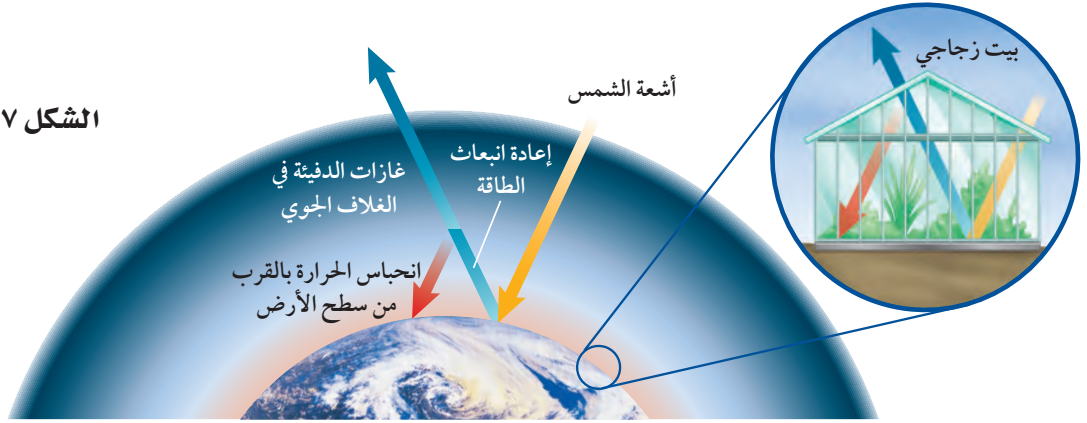 الشكل ٧
بيت زجاجي
أشعة الشمس
إعادة انبعاث
الطاقة
غازات الدفيئة في
الغلاف الجوي
انحباس الحرارة بالقرب
من سطح الأرض